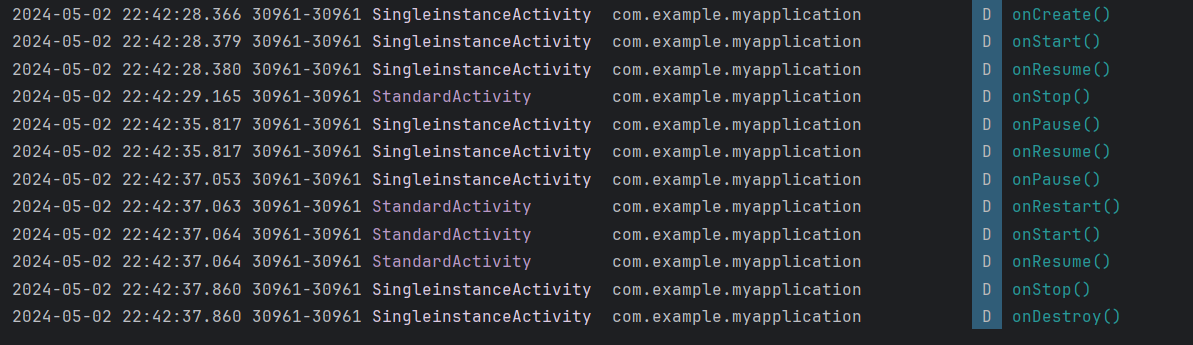 2024-05-02 22:42:28.366 30961-30961 SingleinstanceActivity com.example.myapplication D onCreate()
2024-05-02 22:42:28.379 30961-30961 SingleinstanceActivity com.example.myapplication D onStart()
2024-05-02 22:42:28.380 30961-30961 SingleinstanceActivity com.example.myapplication D onResume()
2024-05-02 22:42:29.165 30961-30961 StandardActivity com.example.myapplication D onStop()
2024-05-02 22:42:35.817 30961-30961 SingleinstanceActivity com.example.myapplication D onPause()
2024-05-02 22:42:35.817 30961-30961 SingleinstanceActivity com.example.myapplication D onResume()
2024-05-02 22:42:37.053 30961-30961 SingleinstanceActivity com.example.myapplication D onPause()
2024-05-02 22:42:37.063 30961-30961 StandardActivity com.example.myapplication D onRestart()
2024-05-02 22:42:37.064 30961-30961 StandardActivity com.example.myapplication D onStart()
2024-05-02 22:42:37.064 30961-30961 StandardActivity com.example.myapplication D onResume()
2024-05-02 22:42:37.860 30961-30961 SingleinstanceActivity com.example.myapplication D onStop()
2024-05-02 22:42:37.860 30961-30961 SingleinstanceActivity com.example.myapplication D onDestroy()